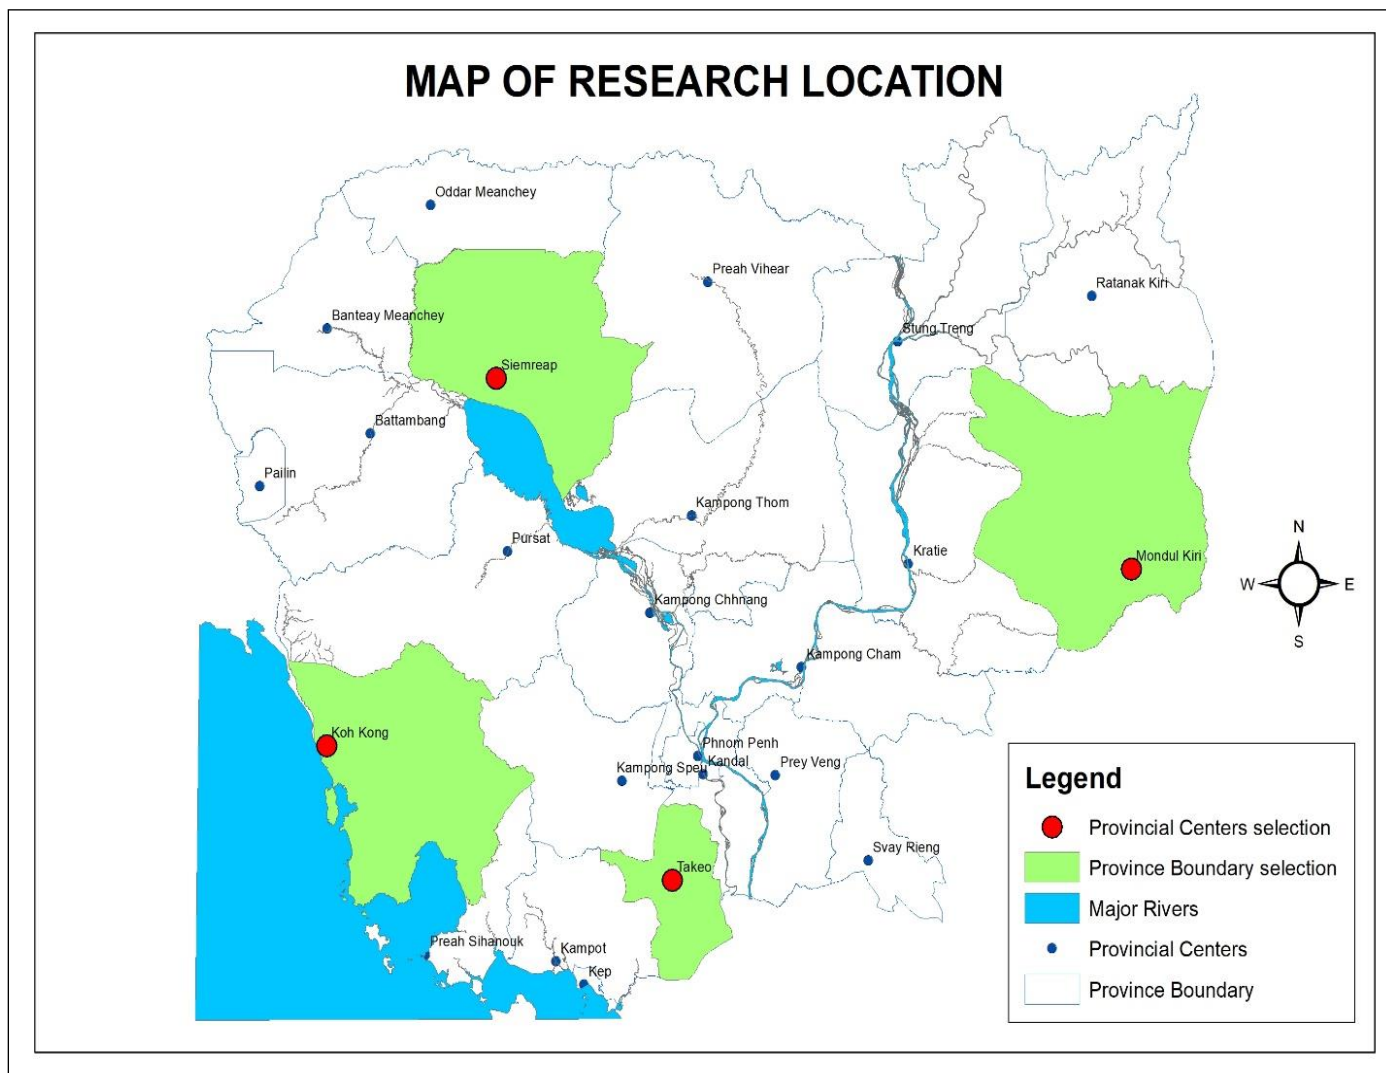 MAP OF RESEARCH LOCATION
Oddar Meanchey
Preah Vihear
Ratanak Kiri
Banteay Meanchey
Stung Treng
Siemreap
Battambang
Pailin
Kampong Thom
Pursat
Kratie
Mondul Kiri
N
W
E
S
Kampong Chhnang
Kampong Cham
Koh Kong
Phnom Penh
Kandal
Kampong Speu
Prey Veng
Svay Rieng
Takeo
Preah Sihanouk
Kampot
Kep
Legend
Provincial Centers selection
Province Boundary selection
Major Rivers
Provincial Centers
Province Boundary